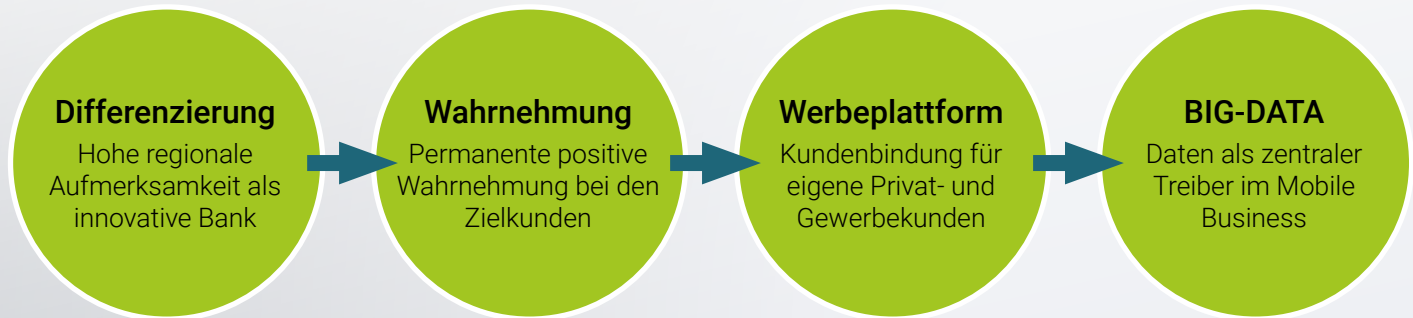 Differenzierung
Hohe regionale
Aufmerksamkeit als
innovative Bank
Wahrnehmung
Permanente positive
Wahrnehmung bei den
Zielkunden
Werbeplattform
Kundenbindung für
eigene Privat- und
Gewerbekunden
BIG-DATA
Daten als zentraler
Treiber im Mobile
Business